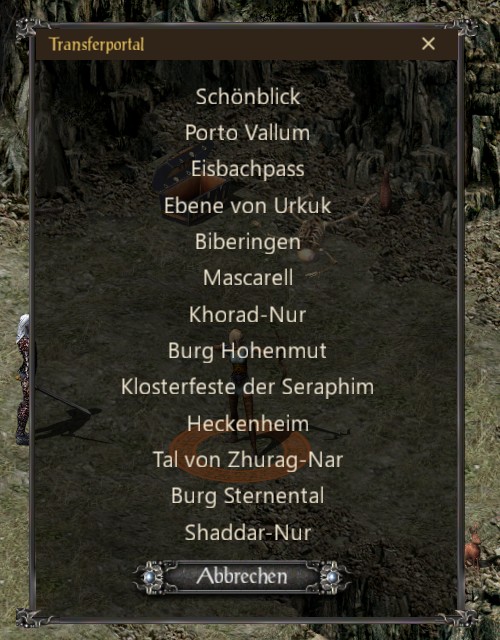 Transferportal
Schönblick
Porto Vallum
Eisbachpass
Ebene von Urkuk
Biberingen
Mascarell
Khorad-Nur
Burg Hohenmut
Klosterfeste der Seraphim
Heckenheim
Tal von Zhurag-Nar
Burg Sternental
Shaddar-Nur
Abbrechen